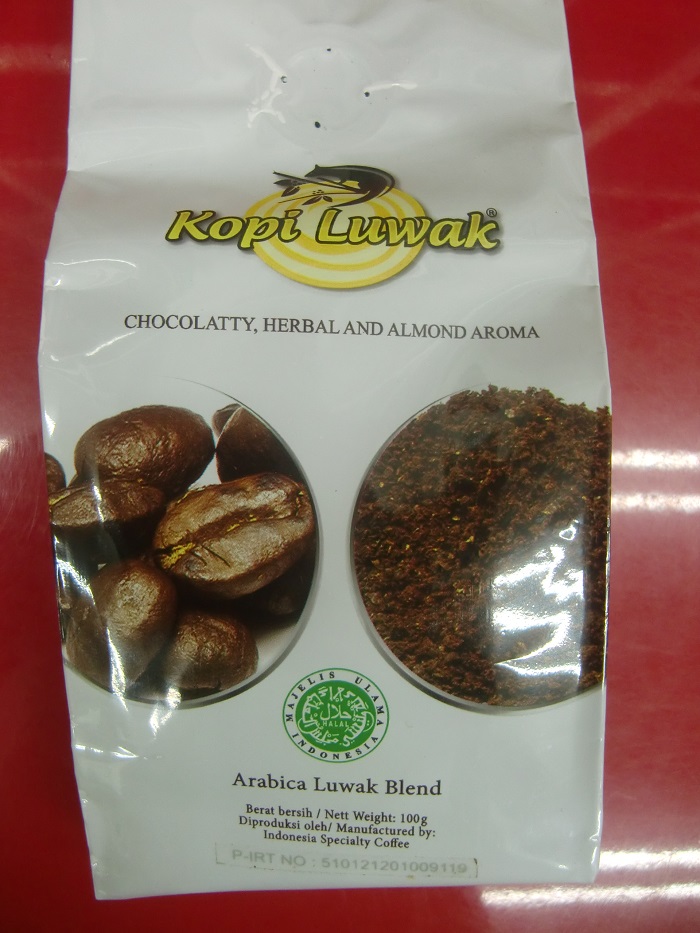 Kopi Luwak®
CHOCOLATTY, HERBAL AND ALMOND AROMA
MAJELIS ULAMA INDONESIA
حلال
HALAL
Arabica Luwak Blend
Berat bersih / Nett Weight: 100g
Diproduksi oleh/ Manufactured by:
Indonesia Specialty Coffee
P-IRT NO : 510121201009119